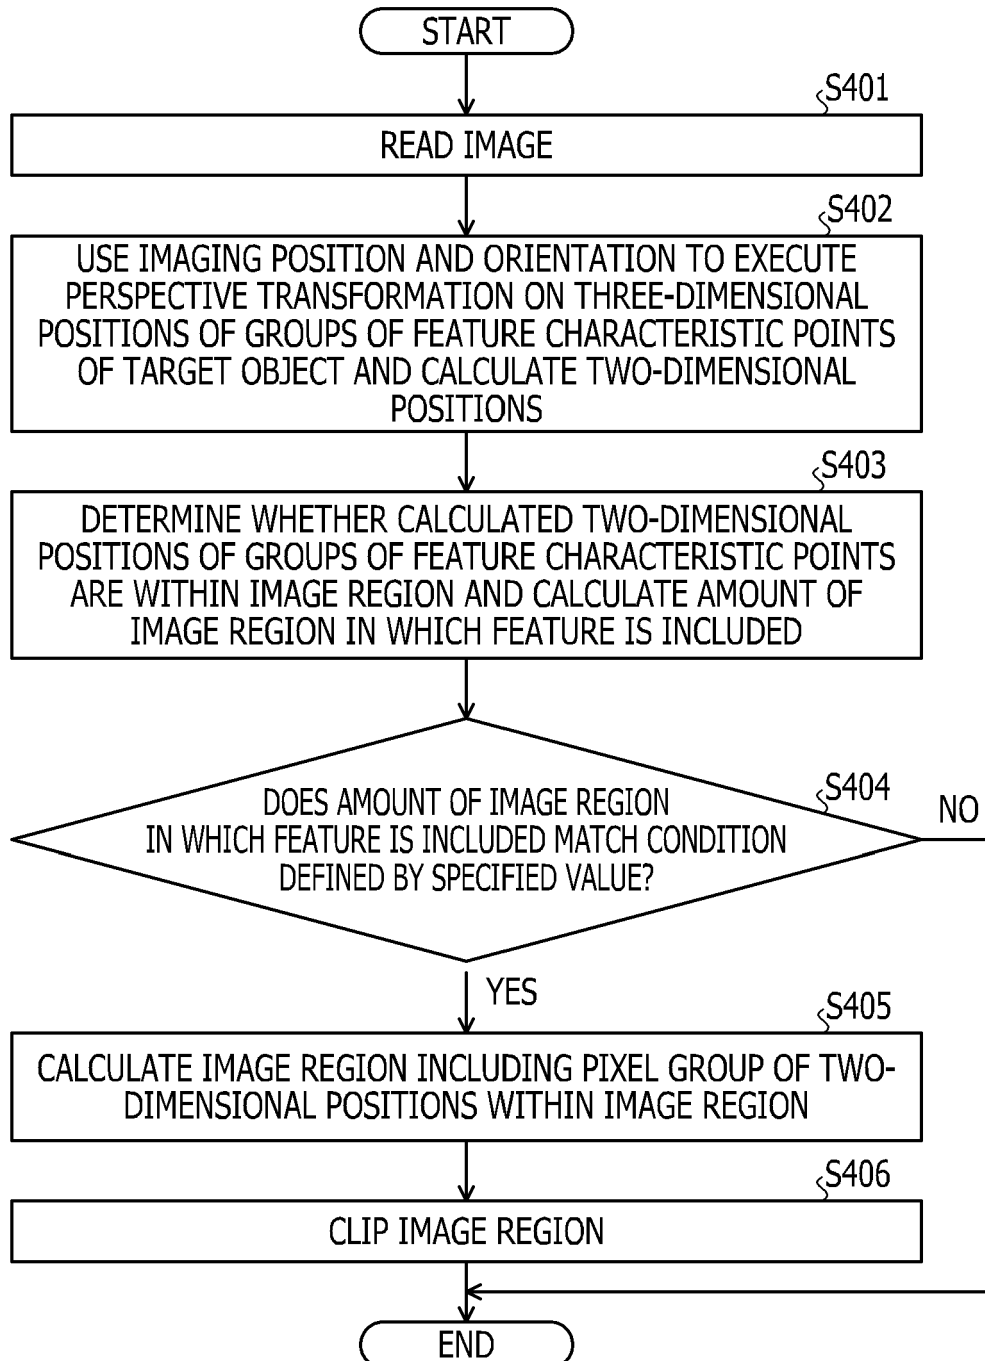 START
S401
READ IMAGE
S402
USE IMAGING POSITION AND ORIENTATION TO EXECUTE
PERSPECTIVE TRANSFORMATION ON THREE-DIMENSIONAL
POSITIONS OF GROUPS OF FEATURE CHARACTERISTIC POINTS
OF TARGET OBJECT AND CALCULATE TWO-DIMENSIONAL
POSITIONS
S403
DETERMINE WHETHER CALCULATED TWO-DIMENSIONAL
POSITIONS OF GROUPS OF FEATURE CHARACTERISTIC POINTS
ARE WITHIN IMAGE REGION AND CALCULATE AMOUNT OF
IMAGE REGION IN WHICH FEATURE IS INCLUDED
S404
NO
DOES AMOUNT OF IMAGE REGION
IN WHICH FEATURE IS INCLUDED MATCH CONDITION
DEFINED BY SPECIFIED VALUE?
YES
S405
CALCULATE IMAGE REGION INCLUDING PIXEL GROUP OF TWO-
DIMENSIONAL POSITIONS WITHIN IMAGE REGION
S406
CLIP IMAGE REGION
END